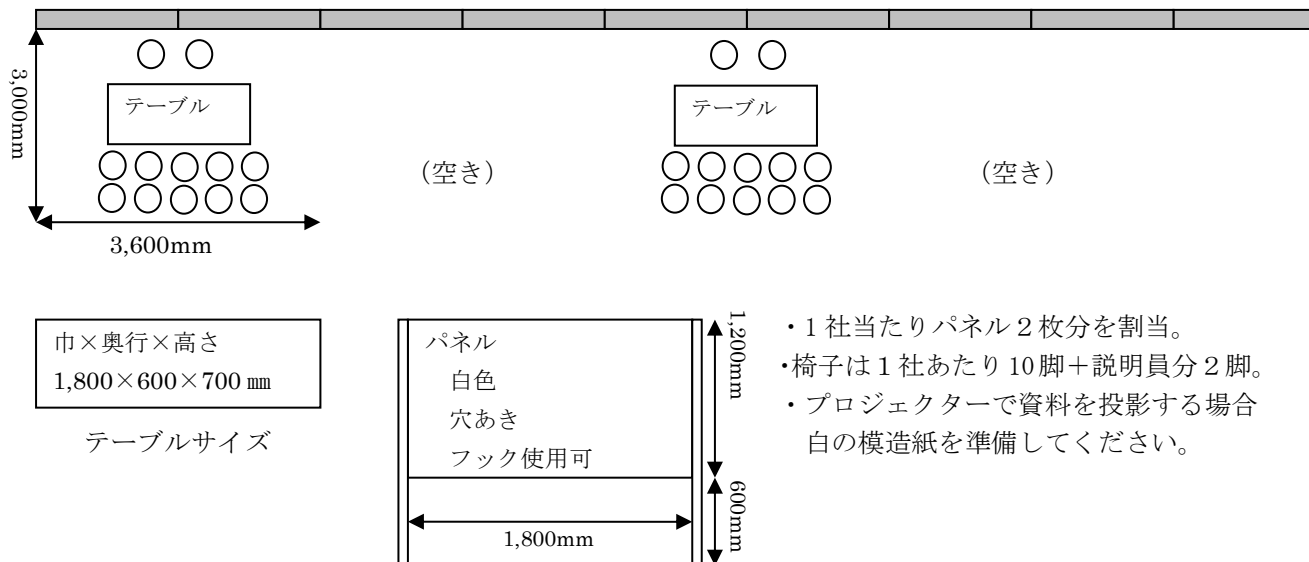 3,000mm
テーブル
(空き)
テーブル
(空き)
3,600mm
巾×奥行×高さ
1,800×600×700 ㎜
テーブルサイズ
パネル
白色
穴あき
フック使用可
1,200mm
600mm
1,800mm
・1 社当たりパネル 2 枚分を割当。
・椅子は 1 社あたり 10 脚＋説明員分 2 脚。
・プロジェクターで資料を投影する場合
白の模造紙を準備してください。